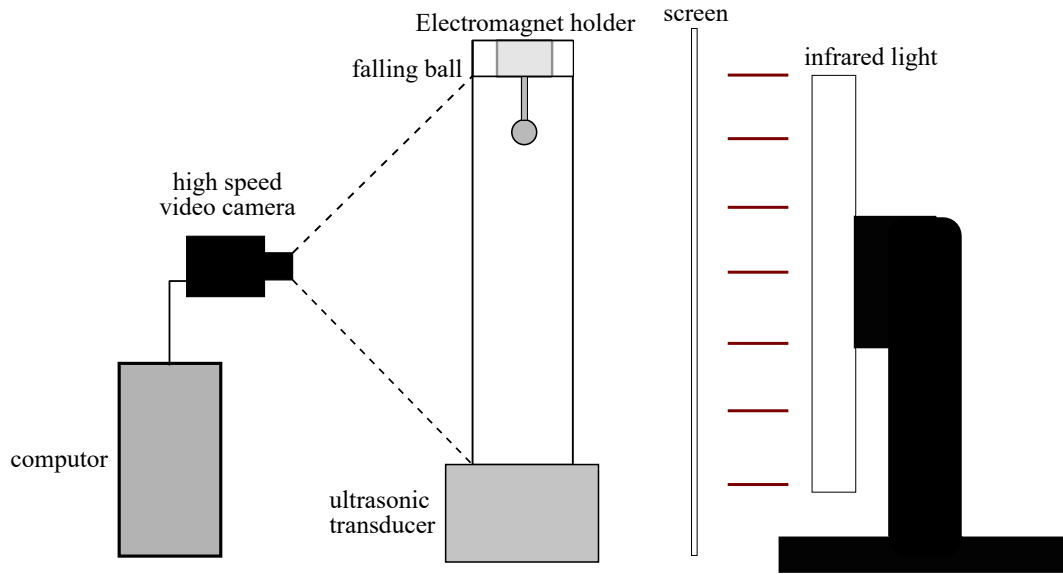 screen
Electromagnet holder
infrared light
falling ball
high speed
video camera
computor
ultrasonic
transducer